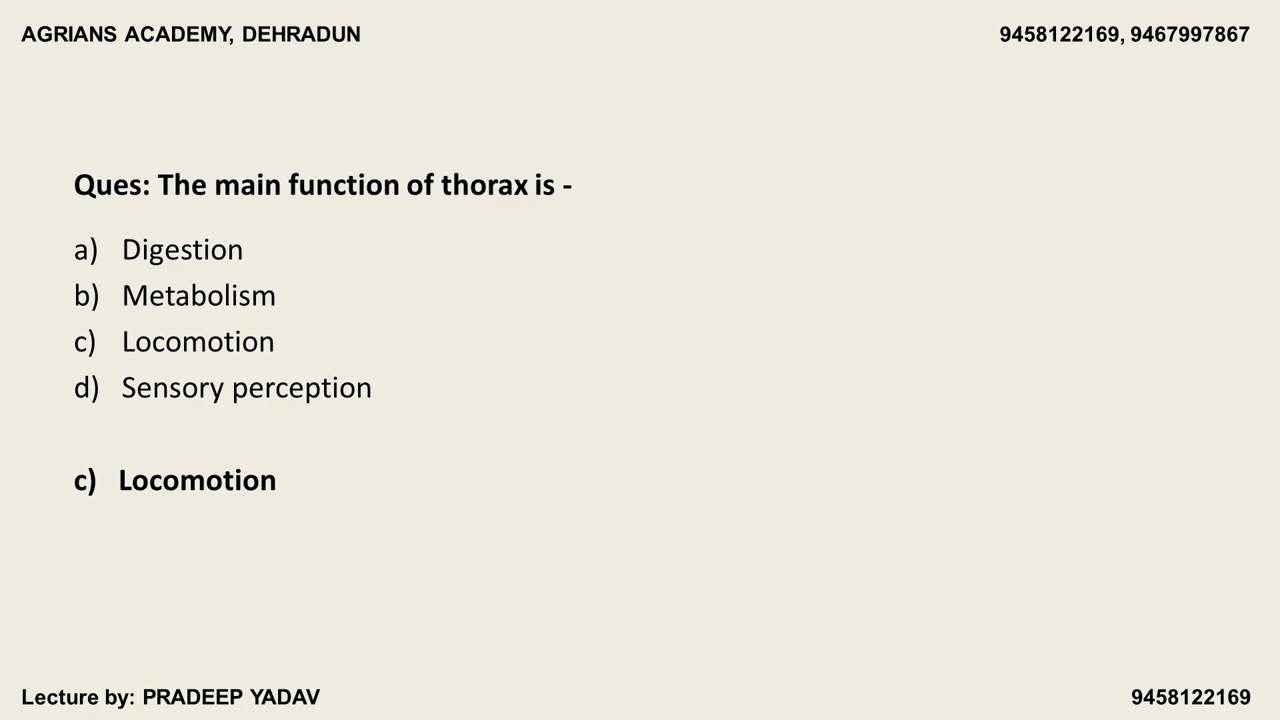 AGRIANS ACADEMY, DEHRADUN
9458122169, 9467997867
Ques: The main function of thorax is -
a) Digestion
b) Metabolism
c) Locomotion
d) Sensory perception
c) Locomotion
Lecture by: PRADEEP YADAV
9458122169